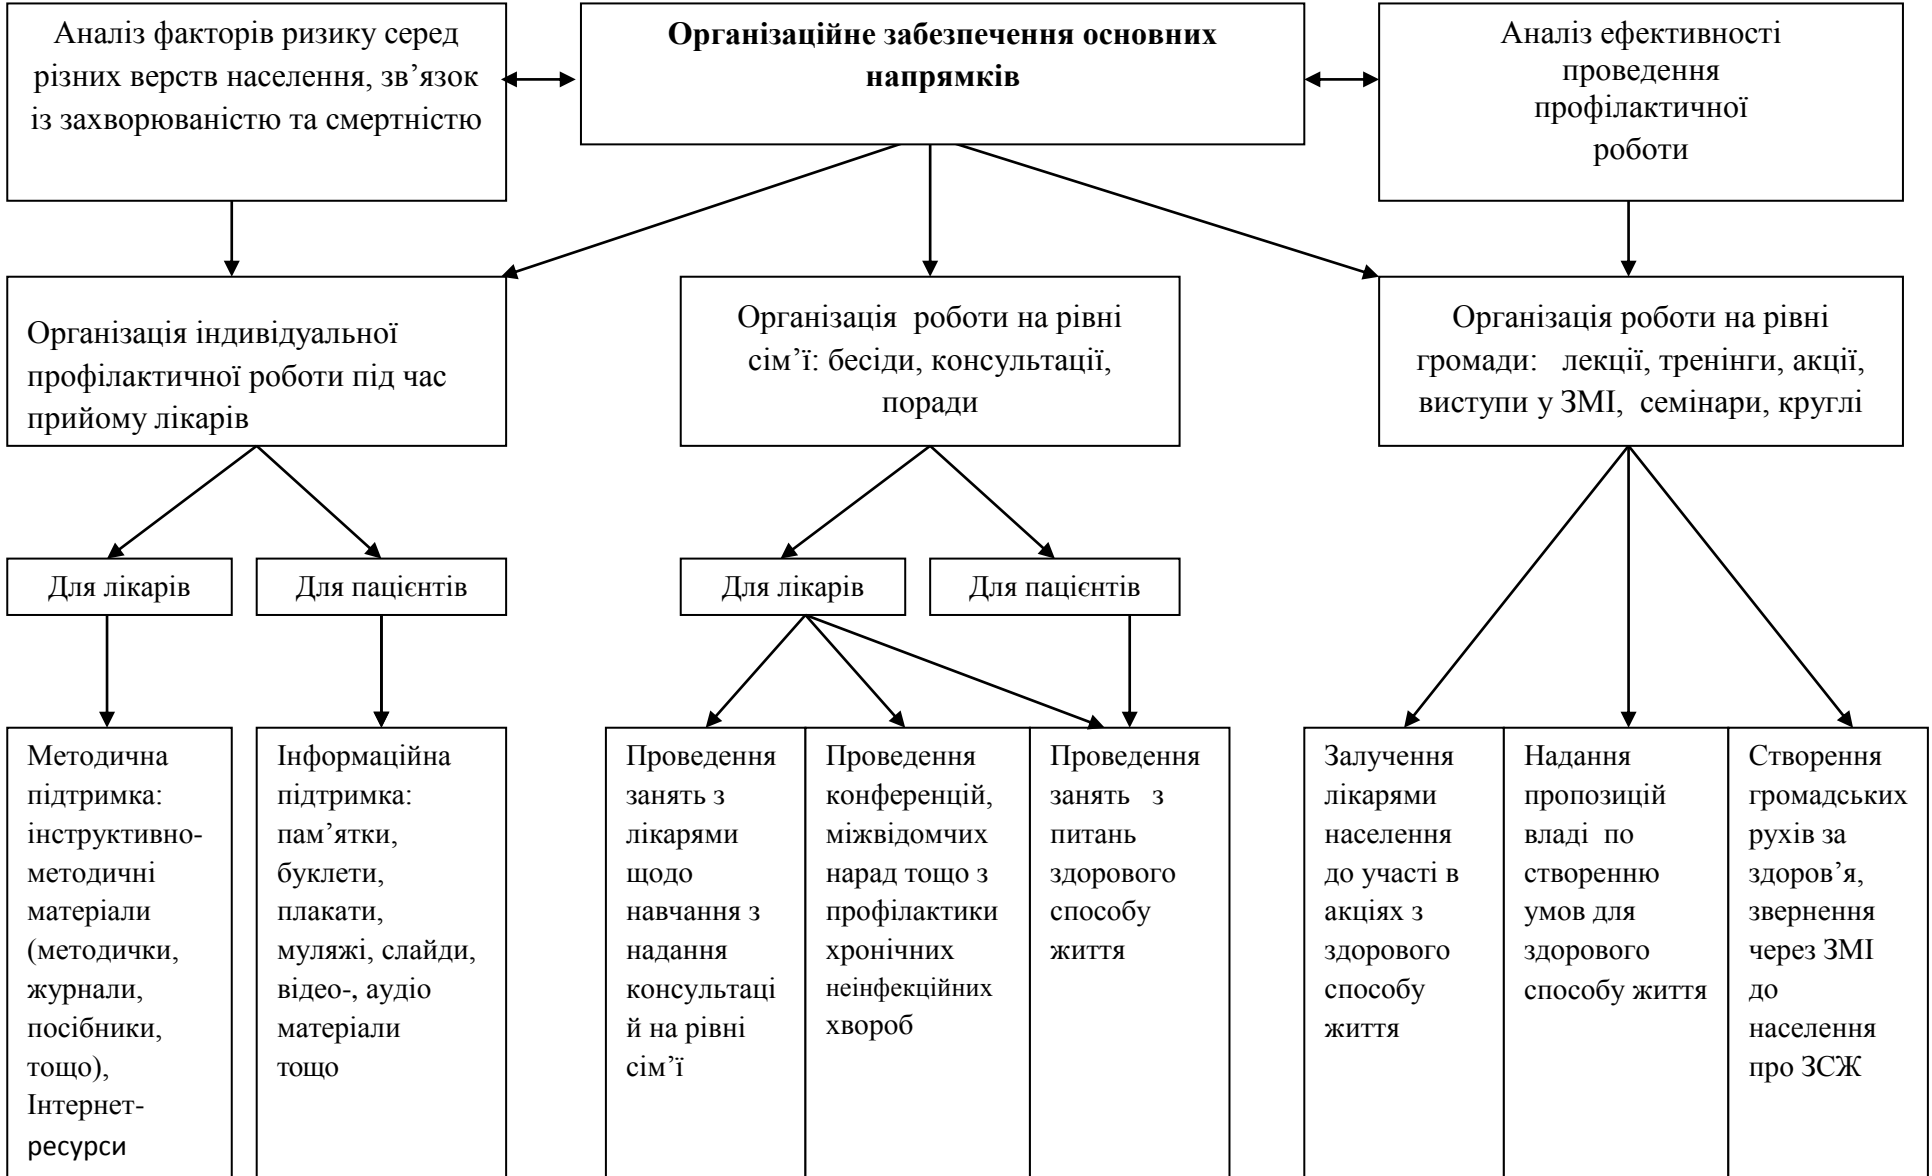 Аналіз факторів ризику серед
різних верств населення, зв’язок
із захворюваністю та смертністю
Організаційне забезпечення основних
напрямків
Аналіз ефективності
проведення
профілактичної
роботи
Організація індивідуальної
профілактичної роботи під час
прийому лікарів
Організація роботи на рівні
сім’ї: бесіди, консультації,
поради
Організація роботи на рівні
громади: лекції, тренінги, акції,
виступи у ЗМІ, семінари, круглі
Для лікарів
Для пацієнтів
Для лікарів
Для пацієнтів
Методична
підтримка:
інструктивно-
методичні
матеріали
(методички,
журнали,
посібники,
тощо),
Інтернет-
ресурси
Інформаційна
підтримка:
пам’ятки,
буклети,
плакати,
муляжі, слайди,
відео-, аудіо
матеріали
тощо
Проведення
занять з
лікарями
щодо
навчання з
надання
консультаці
й на рівні
сім’ї
Проведення
конференцій,
міжвідомчих
нарад тощо з
профілактики
хронічних
неінфекційних
хвороб
Проведення
занять з
питань
здорового
способу
життя
Залучення
лікарями
населення
до участі в
акціях з
здорового
способу
життя
Надання
пропозицій
владі по
створенню
умов для
здорового
способу життя
Створення
громадських
рухів за
здоров’я,
звернення
через ЗМІ
до
населення
про ЗСЖ